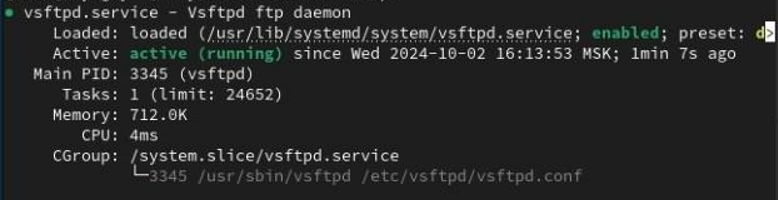 ● vsftpd.service - Vsftpd ftp daemon
Loaded: loaded (/usr/lib/systemd/system/vsftpd.service; enabled; preset: d>
Active: active (running) since Wed 2024-10-02 16:13:53 MSK; 1min 7s ago
Main PID: 3345 (vsftpd)
Tasks: 1 (limit: 24652)
Memory: 712.0K
CPU: 4ms
CGroup: /system.slice/vsftpd.service
└─3345 /usr/sbin/vsftpd /etc/vsftpd/vsftpd.conf